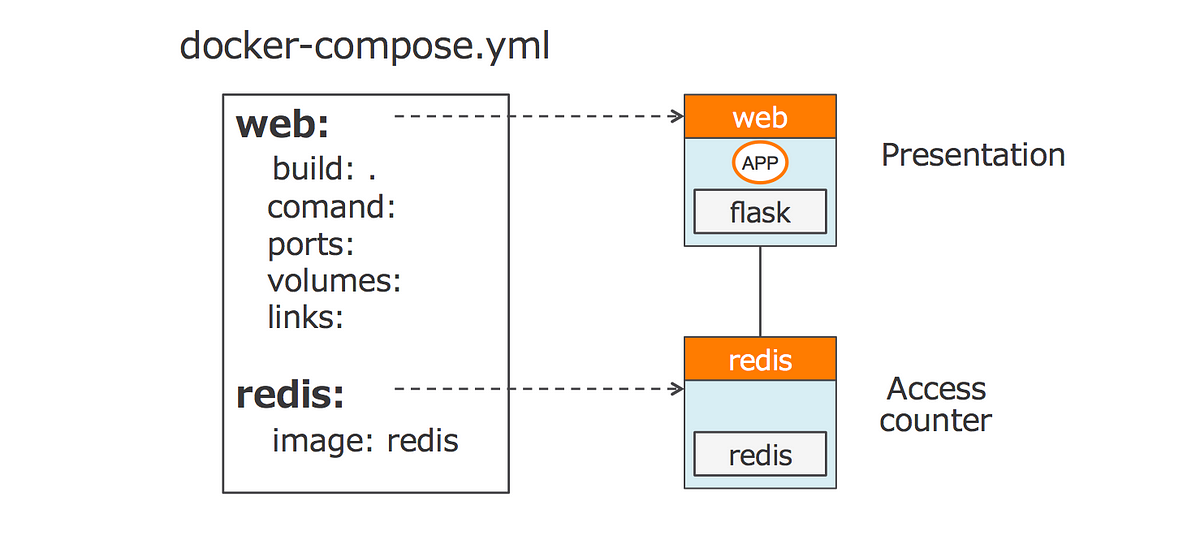 docker-compose.yml
web:
build: .
comand:
ports:
volumes:
links:
redis:
image: redis
web
APP
flask
Presentation
redis
redis
Access
counter